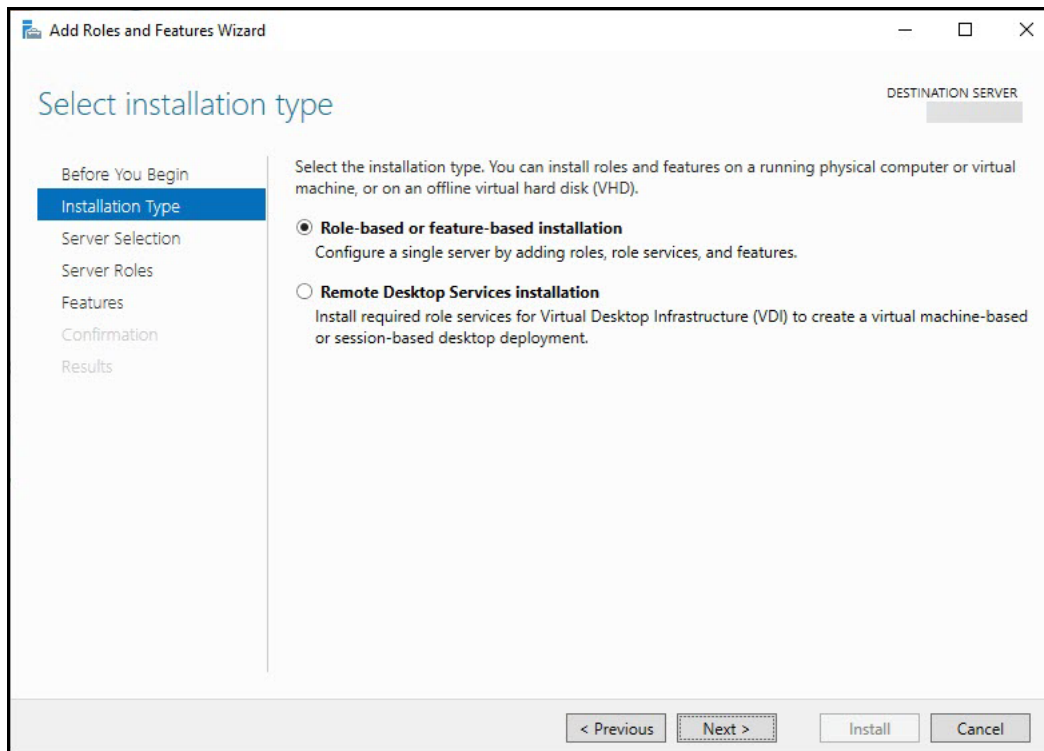 Add Roles and Features Wizard
Select installation type
DESTINATION SERVER
Before You Begin
Installation Type
Server Selection
Server Roles
Features
Confirmation
Results
Select the installation type. You can install roles and features on a running physical computer or virtual
machine, or on an offline virtual hard disk (VHD).
Role-based or feature-based installation
Configure a single server by adding roles, role services, and features.
Remote Desktop Services installation
Install required role services for Virtual Desktop Infrastructure (VDI) to create a virtual machine-based
or session-based desktop deployment.
< Previous
Next >
Install
Cancel